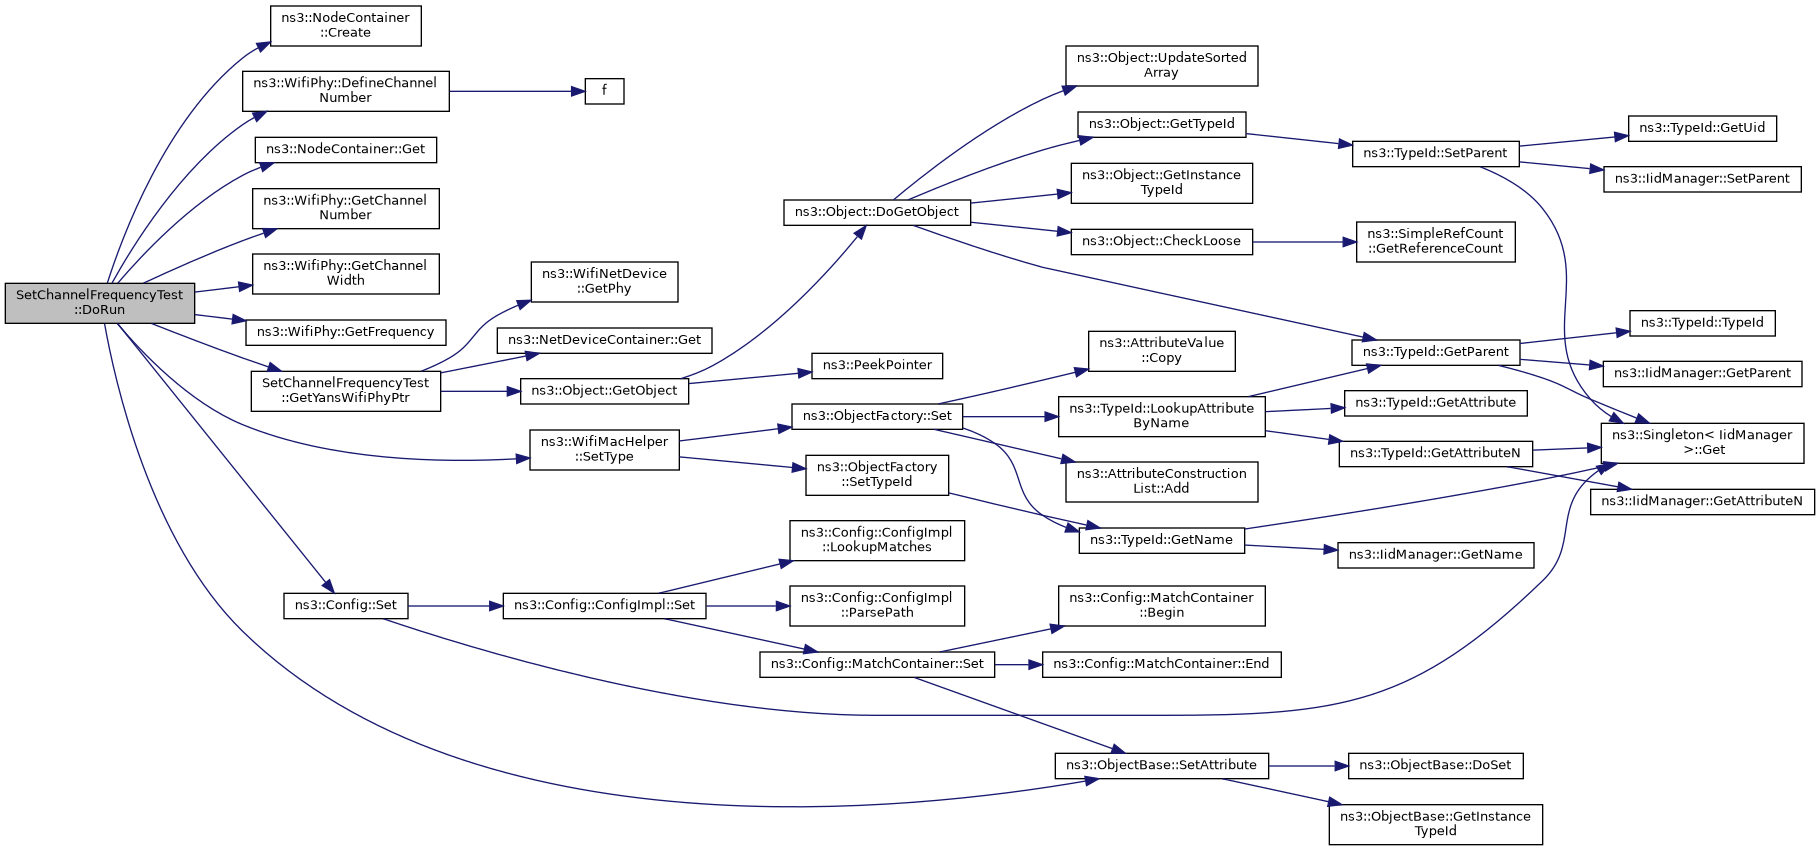 SetChannelFrequencyTest
::DoRun
ns3::NodeContainer
::Create
ns3::WifiPhy::DefineChannel
Number
f
ns3::NodeContainer::Get
ns3::WifiPhy::GetChannel
Number
ns3::WifiPhy::GetChannel
Width
ns3::WifiPhy::GetFrequency
SetChannelFrequencyTest
::GetYansWifiPhyPtr
ns3::WifiNetDevice
::GetPhy
ns3::NetDeviceContainer::Get
ns3::Object::GetObject
ns3::Object::DoGetObject
ns3::PeekPointer
ns3::Object::UpdateSorted
Array
ns3::Object::GetTypeId
ns3::Object::GetInstance
TypeId
ns3::Object::CheckLoose
ns3::SimpleRefCount
::GetReferenceCount
ns3::TypeId::SetParent
ns3::TypeId::GetUid
ns3::IidManager::SetParent
ns3::TypeId::GetParent
ns3::TypeId::TypeId
ns3::IidManager::GetParent
ns3::Singleton< IidManager
>::Get
ns3::WifiMacHelper
::SetType
ns3::ObjectFactory::Set
ns3::ObjectFactory
::SetTypeId
ns3::AttributeValue
::Copy
ns3::TypeId::LookupAttribute
ByName
ns3::TypeId::GetAttribute
ns3::TypeId::GetAttributeN
ns3::IidManager::GetAttributeN
ns3::AttributeConstruction
List::Add
ns3::TypeId::GetName
ns3::IidManager::GetName
ns3::Config::Set
ns3::Config::ConfigImpl::Set
ns3::Config::ConfigImpl
::LookupMatches
ns3::Config::ConfigImpl
::ParsePath
ns3::Config::MatchContainer::Set
ns3::Config::MatchContainer
::Begin
ns3::Config::MatchContainer::End
ns3::ObjectBase::SetAttribute
ns3::ObjectBase::DoSet
ns3::ObjectBase::GetInstance
TypeId